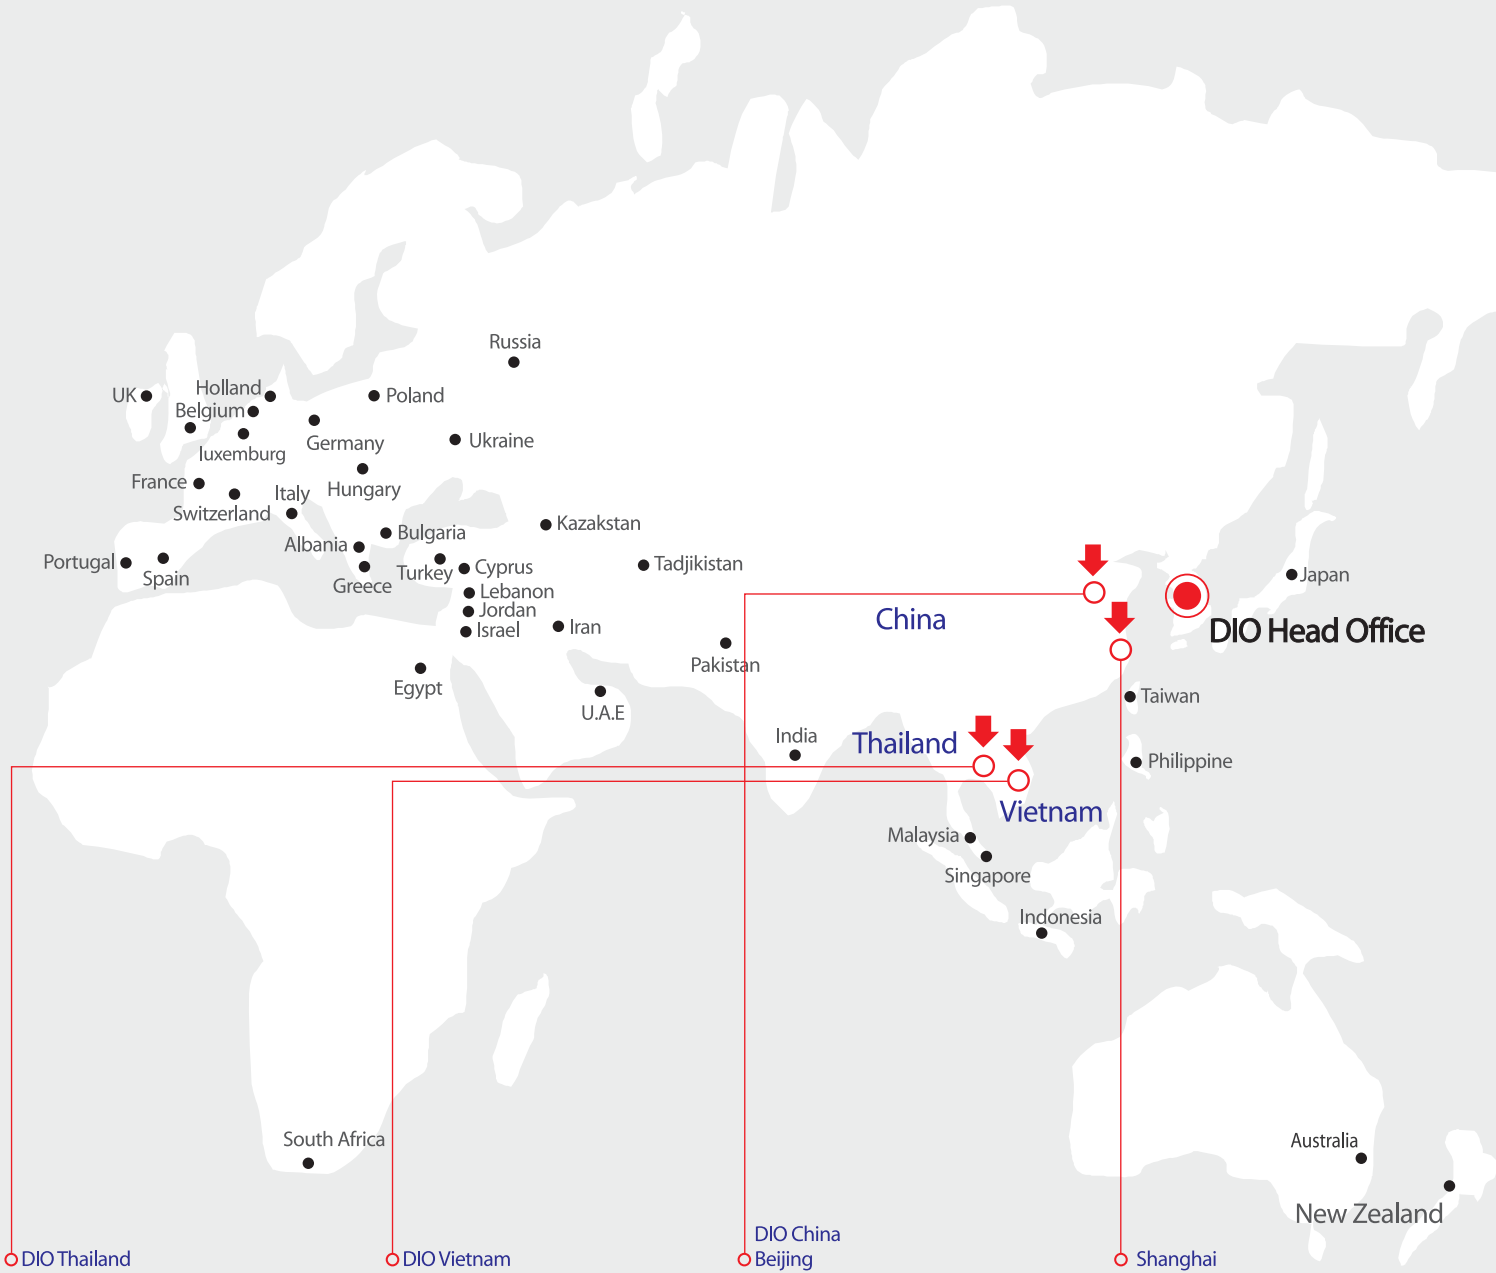 Russia
UK
Holland
Poland
Belgium
Germany
Ukraine
luxemburg
France
Italy
Hungary
Switzerland
Kazakstan
Bulgaria
Albania
Portugal
Spain
Greece
Turkey
Cyprus
Tadjikistan
Japan
Lebanon
Jordan
China
Israel
Iran
DIO Head Office
Pakistan
Egypt
Taiwan
U.A.E
India
Thailand
Philippine
Vietnam
Malaysia
Singapore
Indonesia
South Africa
Australia
New Zealand
DIO China
DIO Thailand
DIO Vietnam
Beijing
Shanghai